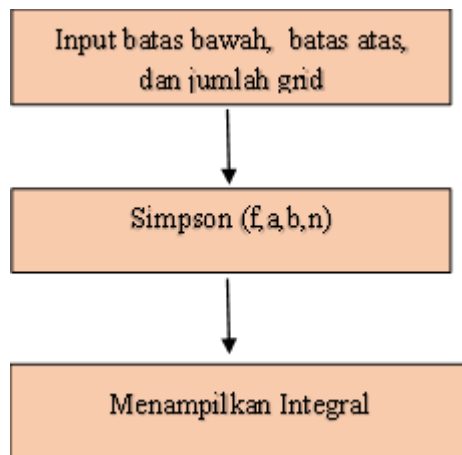 Input batas bawah, batas atas,
dan jumlah grid
Simpson (f,a,b,n)
Menampilkan Integral